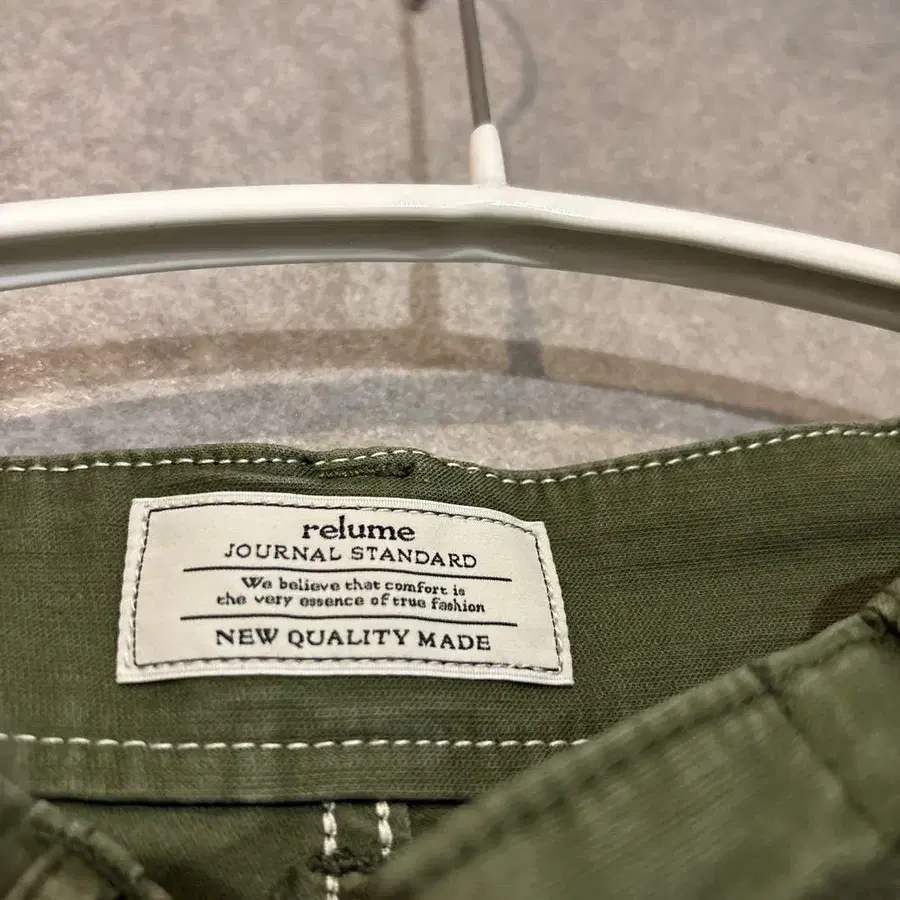 relume
JOURNAL STANDARD
We believe that comfort is
the very essence of true fashion
NEW QUALITY MADE